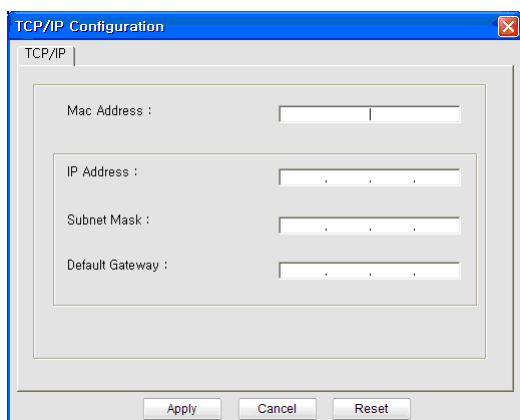 TCP/IP Configuration
TCP/IP
Mac Address :
IP Address :
. . .
Subnet Mask :
. . .
Default Gateway :
. . .
Apply Cancel Reset